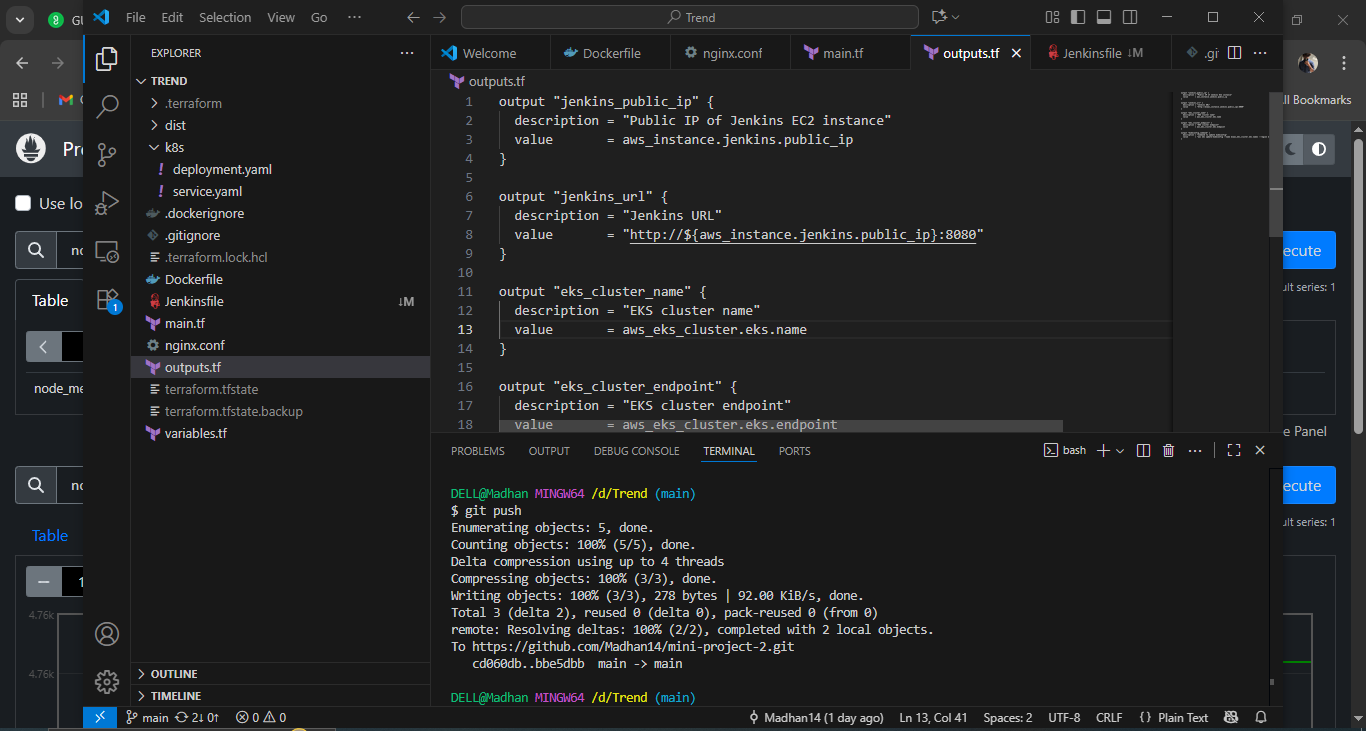 File Edit Selection View Go ··· Trend
GU
EXPLORER ···
TREND
.terraform
dist
k8s
! deployment.yaml
! service.yaml
.dockerignore
.gitignore
.terraform.lock.hcl
Dockerfile
Jenkinsfile ↓M
main.tf
nginx.conf
outputs.tf
terraform.tfstate
terraform.tfstate.backup
variables.tf
OUTLINE
TIMELINE
Welcome Dockerfile nginx.conf main.tf outputs.tf Jenkinsfile ↓M .gi
outputs.tf
1 output "jenkins_public_ip" {
2 description = "Public IP of Jenkins EC2 instance"
3 value = aws_instance.jenkins.public_ip
4 }
5
6 output "jenkins_url" {
7 description = "Jenkins URL"
8 value = "http://${aws_instance.jenkins.public_ip}:8080"
9 }
10
11 output "eks_cluster_name" {
12 description = "EKS cluster name"
13 value = aws_eks_cluster.eks.name
14 }
15
16 output "eks_cluster_endpoint" {
17 description = "EKS cluster endpoint"
18 value = aws_eks_cluster.eks.endpoint
PROBLEMS OUTPUT DEBUG CONSOLE TERMINAL PORTS bash
DELL@Madhan MINGW64 /d/Trend (main)
$ git push
Enumerating objects: 5, done.
Counting objects: 100% (5/5), done.
Delta compression using up to 4 threads
Compressing objects: 100% (3/3), done.
Writing objects: 100% (3/3), 278 bytes | 92.00 KiB/s, done.
Total 3 (delta 2), reused 0 (delta 0), pack-reused 0 (from 0)
remote: Resolving deltas: 100% (2/2), completed with 2 local objects.
To https://github.com/Madhan14/mini-project-2.git
cd060db..bbe5dbb main -> main
DELL@Madhan MINGW64 /d/Trend (main)
main 2↓ 0↑ 0 0 Madhan14 (1 day ago) Ln 13, Col 41 Spaces: 2 UTF-8 CRLF {} Plain Text
1
Pr
Use lo
no
Table
node_me
no
Table
1
4.76k
4.76k
ll Bookmarks
ecute
ult series: 1
e Panel
ecute
ult series: 1